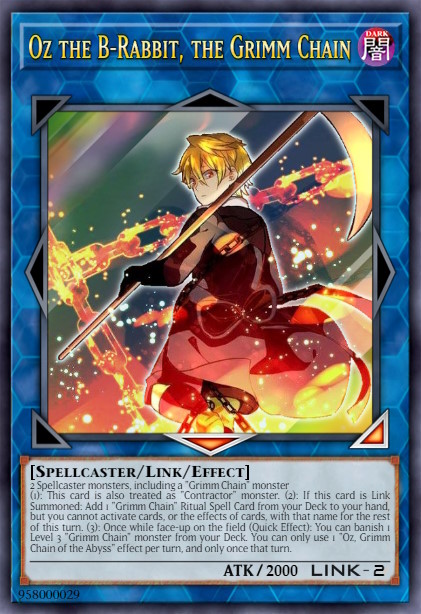 Oz the B-Rabbit, the Grimm Chain
DARK
闇
[Spellcaster/Link/Effect]
2 Spellcaster monsters, including a "Grimm Chain" monster
(1): This card is also treated as "Contractor" monster. (2): If this card is Link
Summoned: Add 1 "Grimm Chain" Ritual Spell Card from your Deck to your hand,
but you cannot activate cards, or the effects of cards, with that name for the rest
of this turn. (3): Once while face-up on the field (Quick Effect): You can banish 1
Level 3 "Grimm Chain" monster from your Deck. You can only use 1 "Oz, Grimm
Chain of the Abyss" effect per turn, and only once that turn.
ATK / 2000 LINK-2
958000029